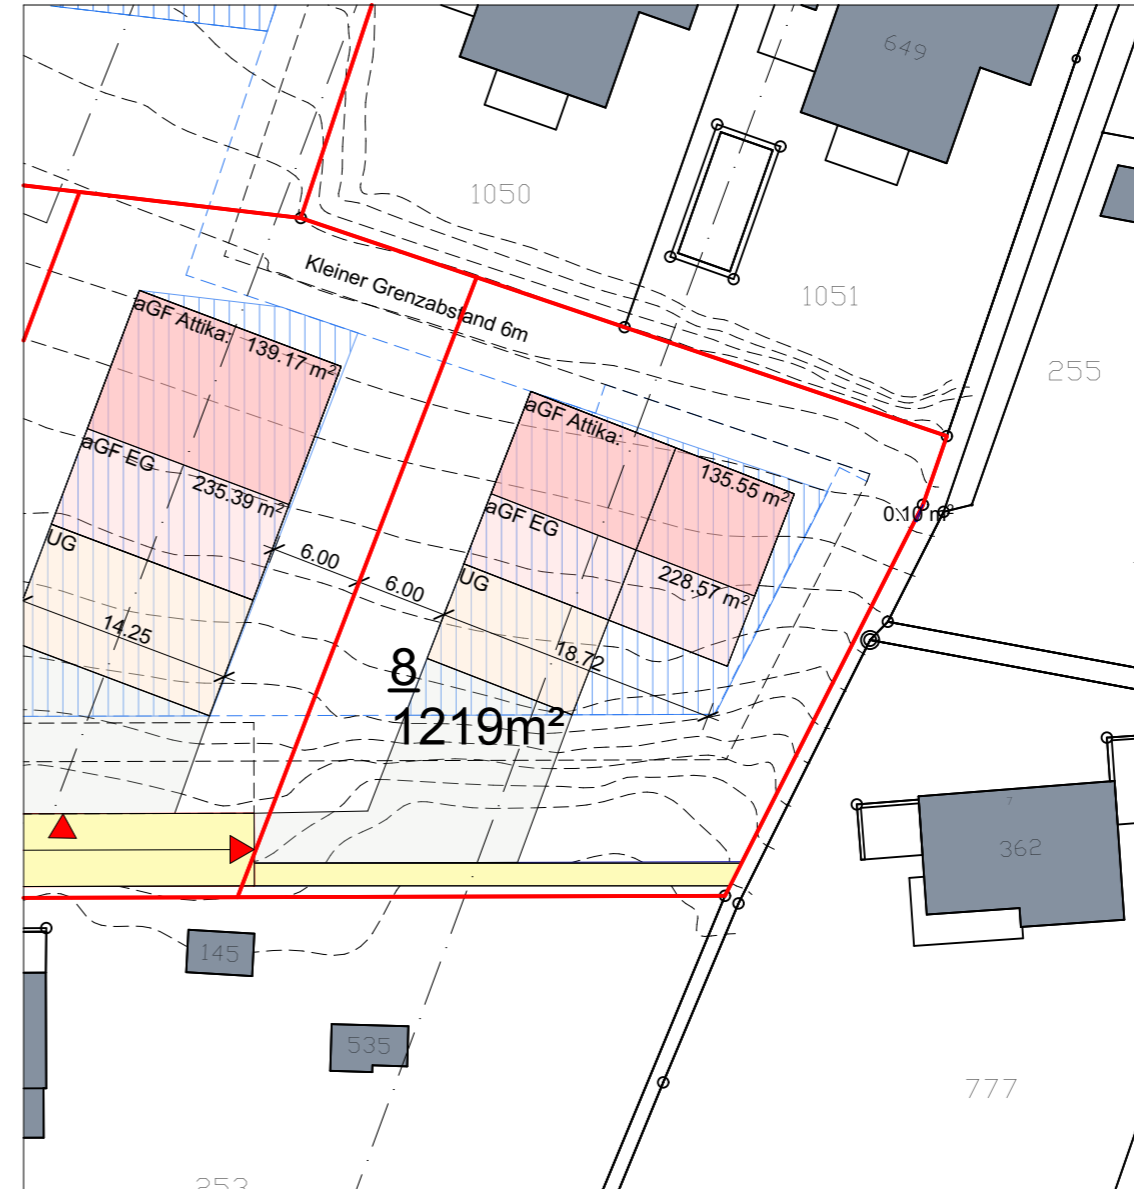 649
1050
1051
255
Kleiner Grenzabstand 6m
aGF Attika:
139.17 m²
aGF EG
235.39 m²
UG
14.25
6.00
6.00
aGF Attika:
135.55 m²
aGF EG
228.57 m²
UG
18.72
0.10 m²
8
1219m²
7
362
145
535
777
253